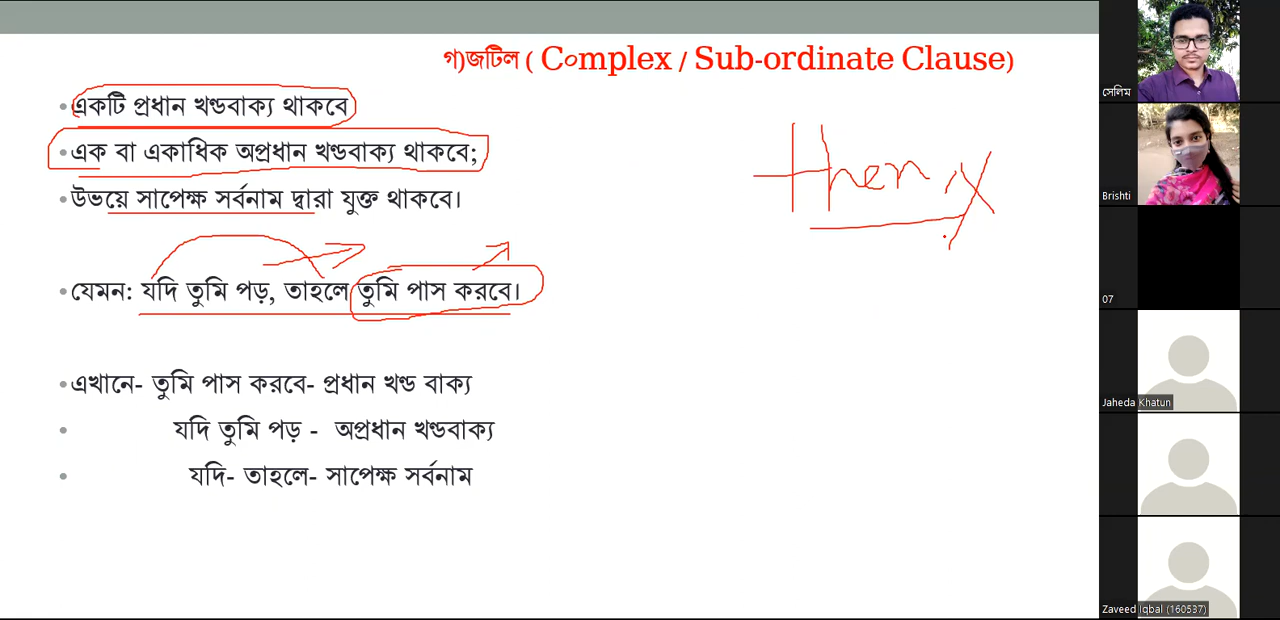 গ) জটিল ( Complex / Sub-ordinate Clause)
•একটি প্রধান খন্ডবাক্য থাকবে
•এক বা একাধিক অপ্রধান খন্ডবাক্য থাকবে;
•উভয়ে সাপেক্ষ সর্বনাম দ্বারা যুক্ত থাকবে।
then X
•যেমন: যদি তুমি পড়, তাহলে তুমি পাস করবে।
•এখানে- তুমি পাস করবে- প্রধান খন্ড বাক্য
• যদি তুমি পড় - অপ্রধান খন্ডবাক্য
• যদি- তাহলে- সাপেক্ষ সর্বনাম
সেলিম
Brishti
07
Jaheda Khatun
Zaveed Iqbal (160537)